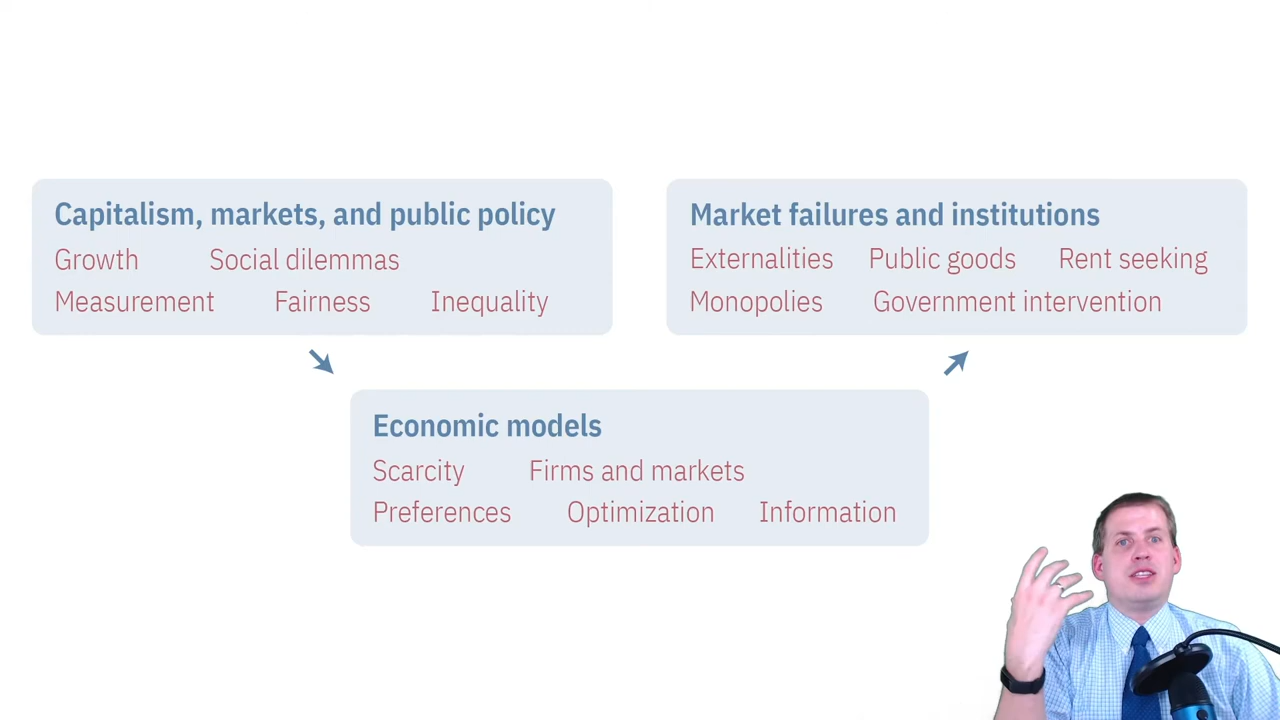 Capitalism, markets, and public policy
Growth Social dilemmas
Measurement Fairness Inequality
Market failures and institutions
Externalities Public goods Rent seeking
Monopolies Government intervention
Economic models
Scarcity Firms and markets
Preferences Optimization Information